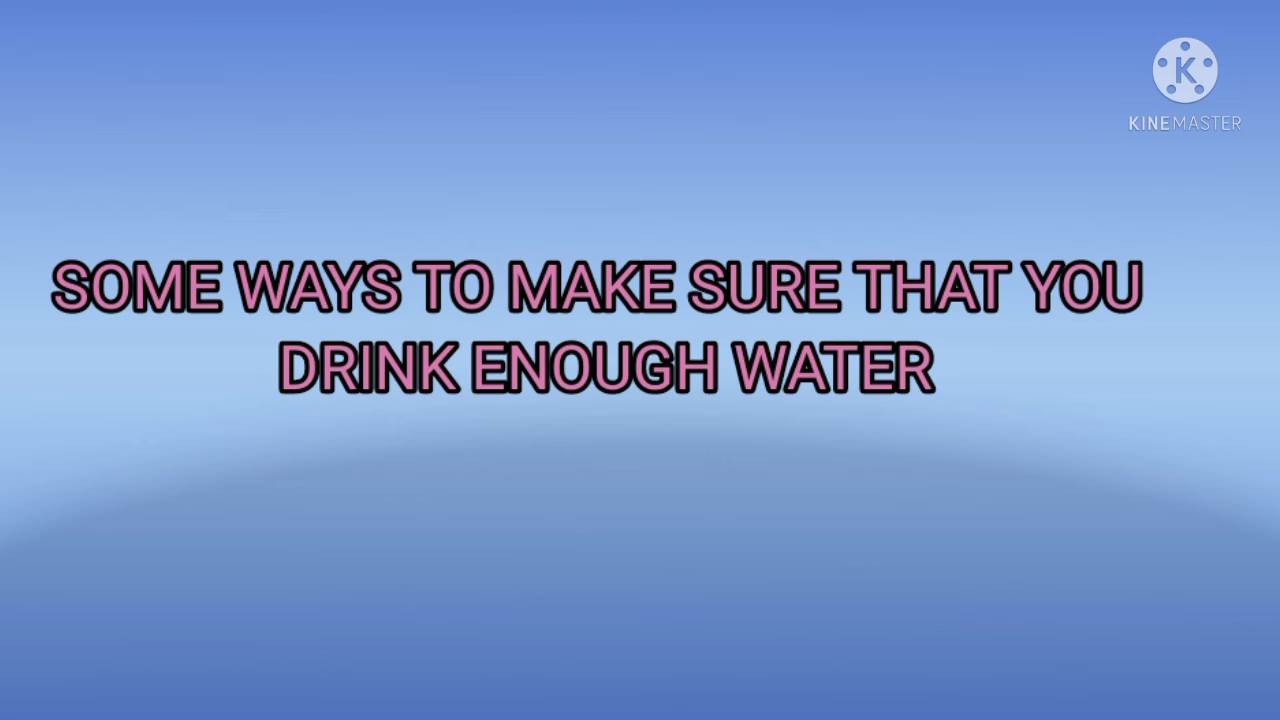 K
KINEMASTER
SOME WAYS TO MAKE SURE THAT YOU
DRINK ENOUGH WATER